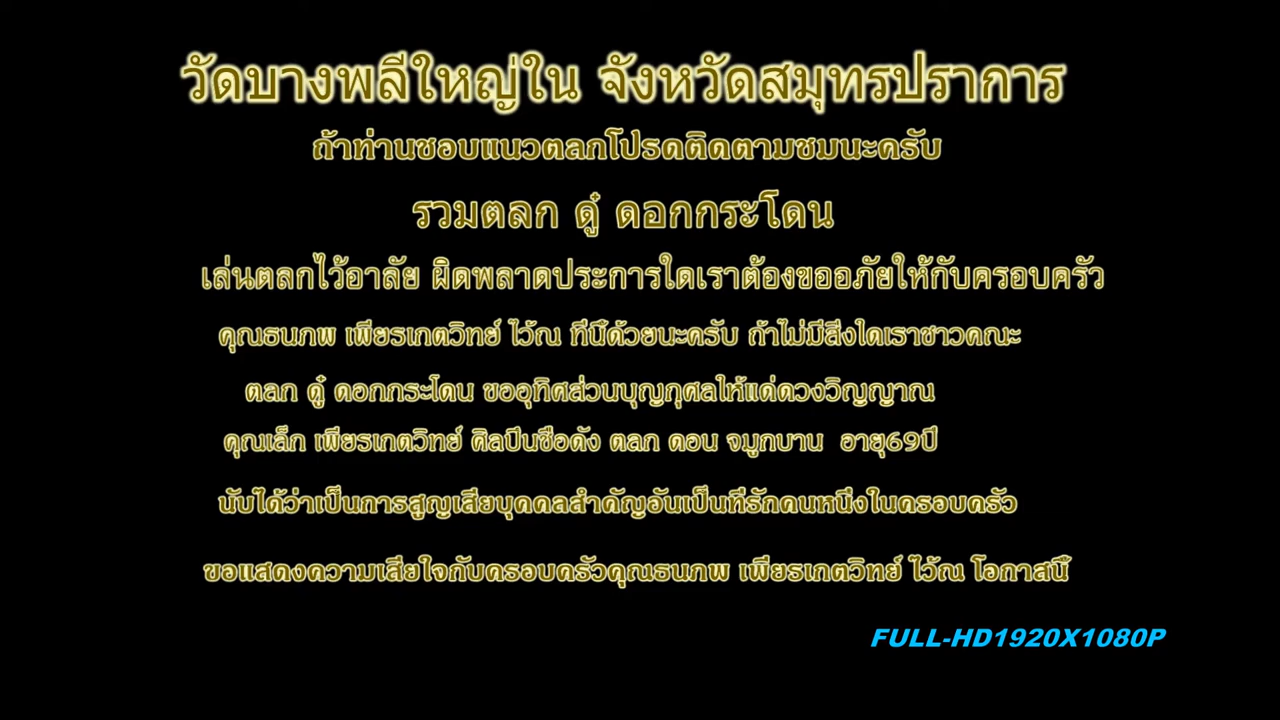 วัดบางพลีใหญ่ใน จังหวัดสมุทรปราการ
ถ้าท่านชอบแนวตลกโปรดติดตามชมนะครับ
รวมตลก ดู๋ ดอกกระโดน
เล่นตลกไว้อาลัย ผิดพลาดประการใดเราต้องขออภัยให้กับครอบครัว
คุณธนภพ เพียรเกตวิทย์ ไว้ณ ทีนี้ด้วยนะครับ ถ้าไม่มีสีงใดเราชาวคณะ
ตลก ดู๋ ดอกกระโดน ขออุทิศส่วนบุญกุศลให้แด่ดวงวิญญาณ
คุณเล็ก เพียรเกตวิทย์ ศิลปีนชือดัง ตลก ดอน จมูกบาน อายุ69ปี
นับได้ว่าเป็นการสูญเสียบุคคลสำคัญอันเป็นทีรักคนหนึงในครอบครัว
ขอแสดงความเสียใจกับครอบครัวคุณธนภพ เพียรเกตวิทย์ ไว้ณ โอกาสนี้
FULL-HD1920X1080P